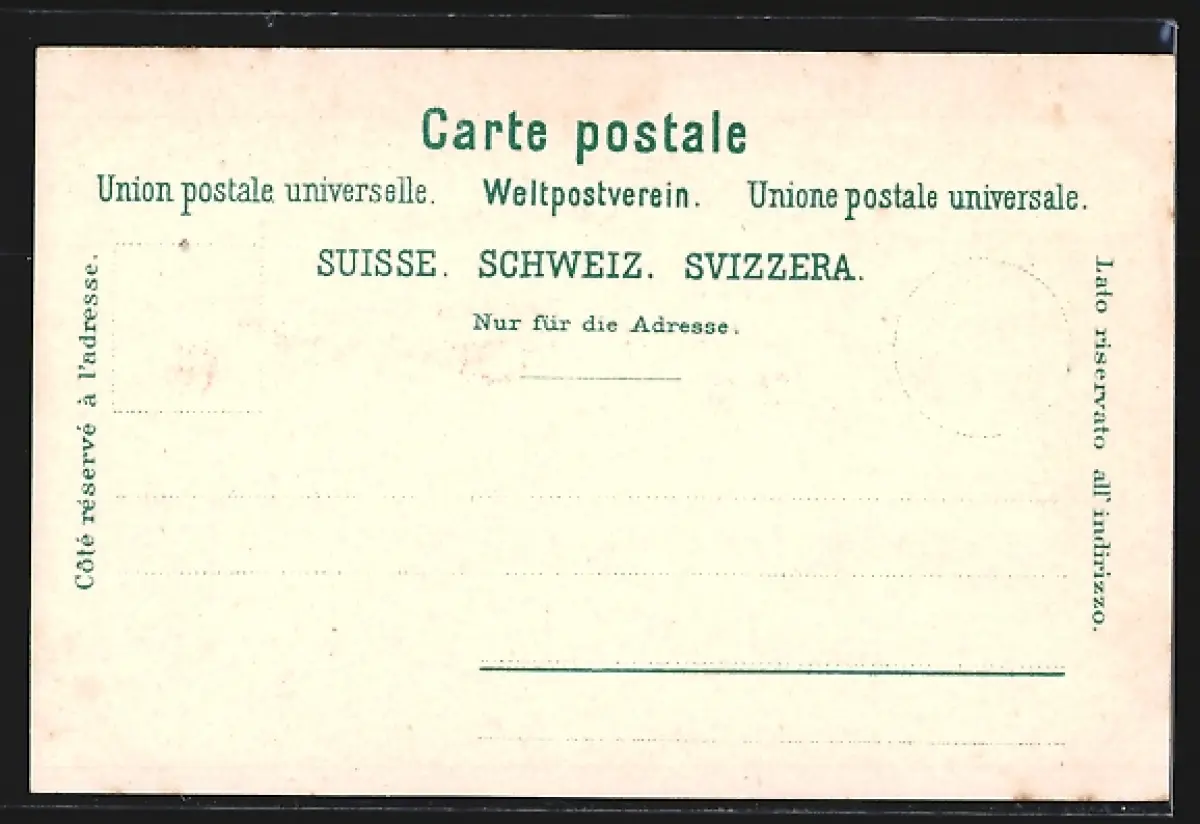 Carte postale
Union postale universelle. Weltpostverein. Unione postale universale.
SUISSE. SCHWEIZ. SVIZZERA.
Nur für die Adresse.
Côté réservé à l'adresse.
Lato riservato all' indirizzo.